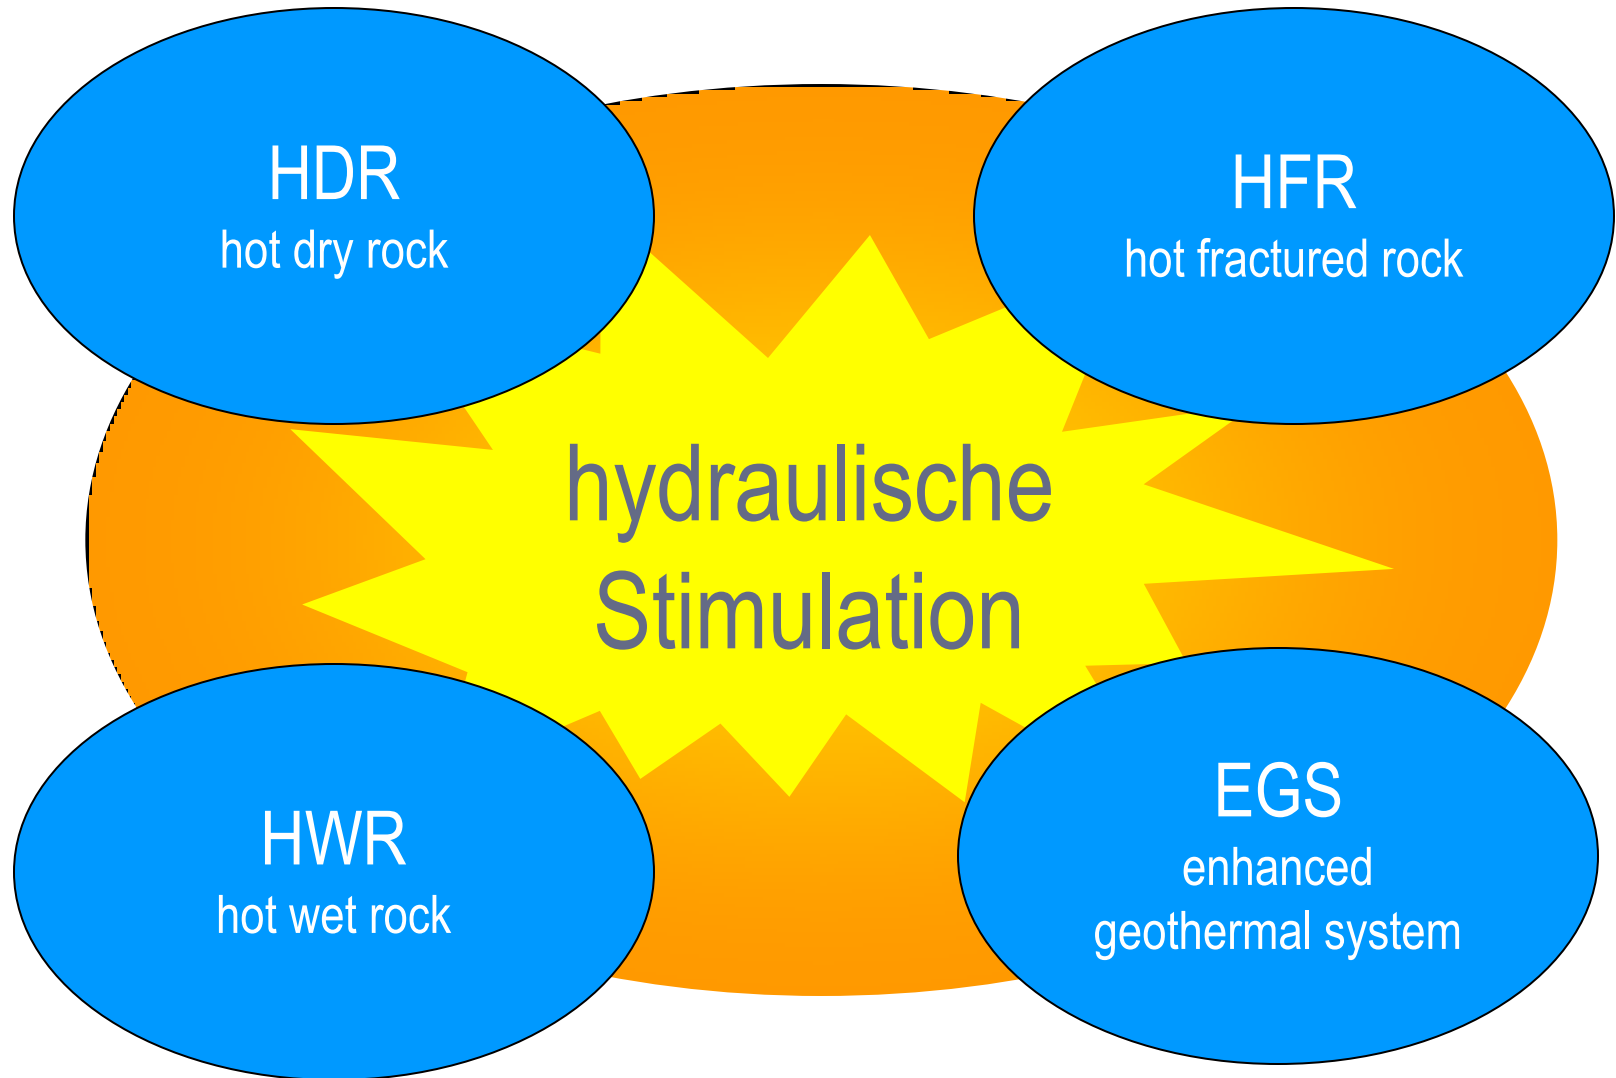 HDR
hot dry rock
HFR
hot fractured rock
hydraulische
Stimulation
HWR
hot wet rock
EGS
enhanced
geothermal system